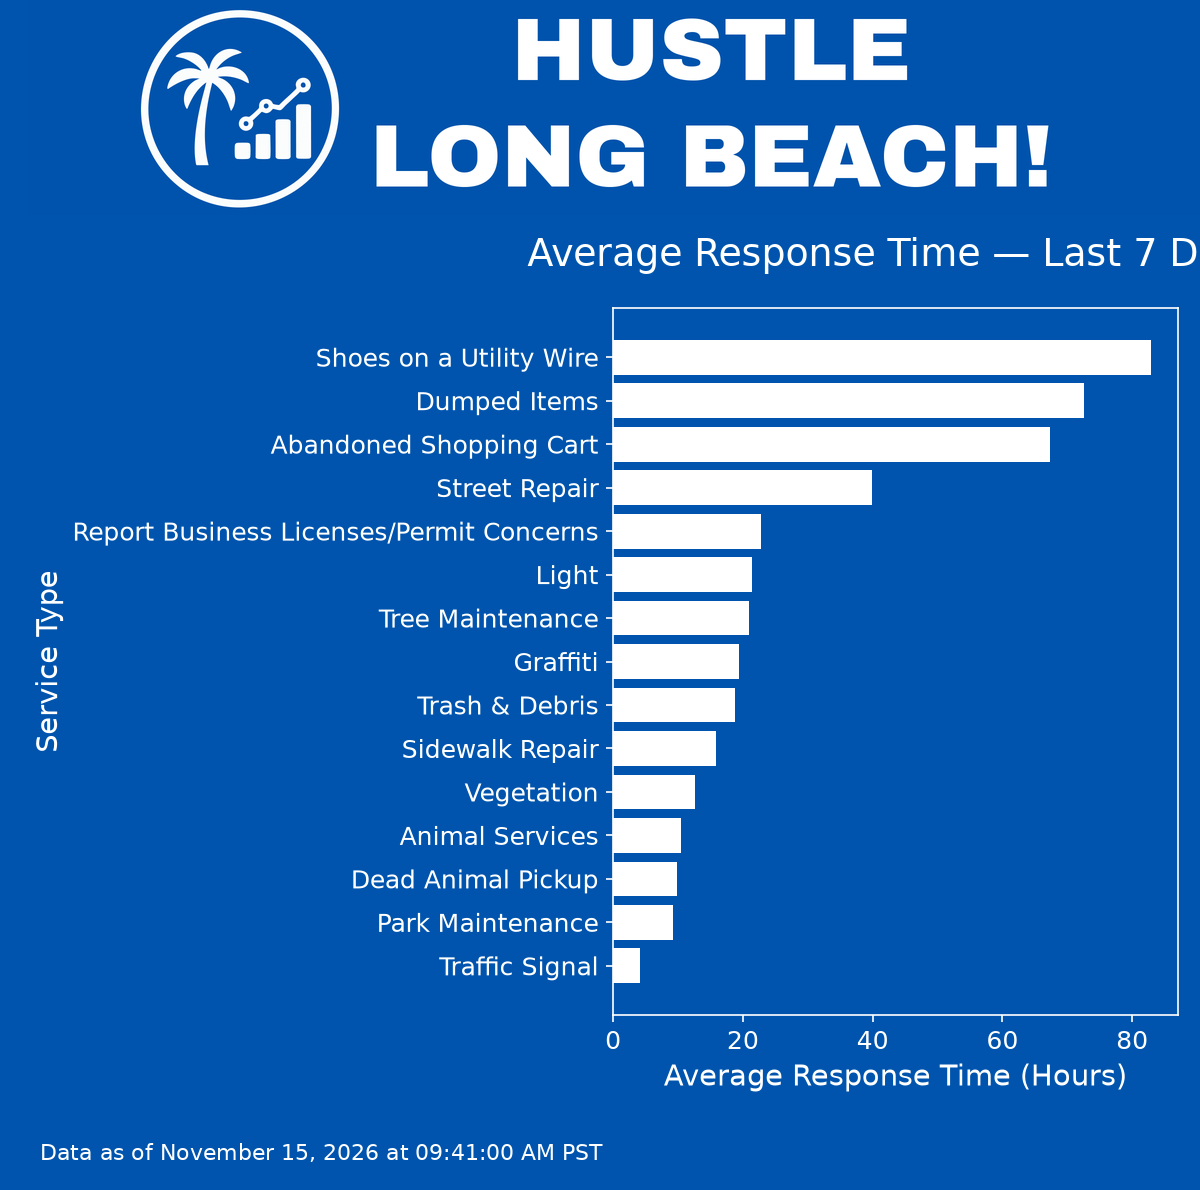 HUSTLE
LONG BEACH!
Average Response Time — Last 7 D
Shoes on a Utility Wire
Dumped Items
Abandoned Shopping Cart
Street Repair
Report Business Licenses/Permit Concerns
Light
Tree Maintenance
Graffiti
Trash & Debris
Sidewalk Repair
Vegetation
Animal Services
Dead Animal Pickup
Park Maintenance
Traffic Signal
Service Type
0 20 40 60 80
Average Response Time (Hours)
Data as of November 15, 2026 at 09:41:00 AM PST